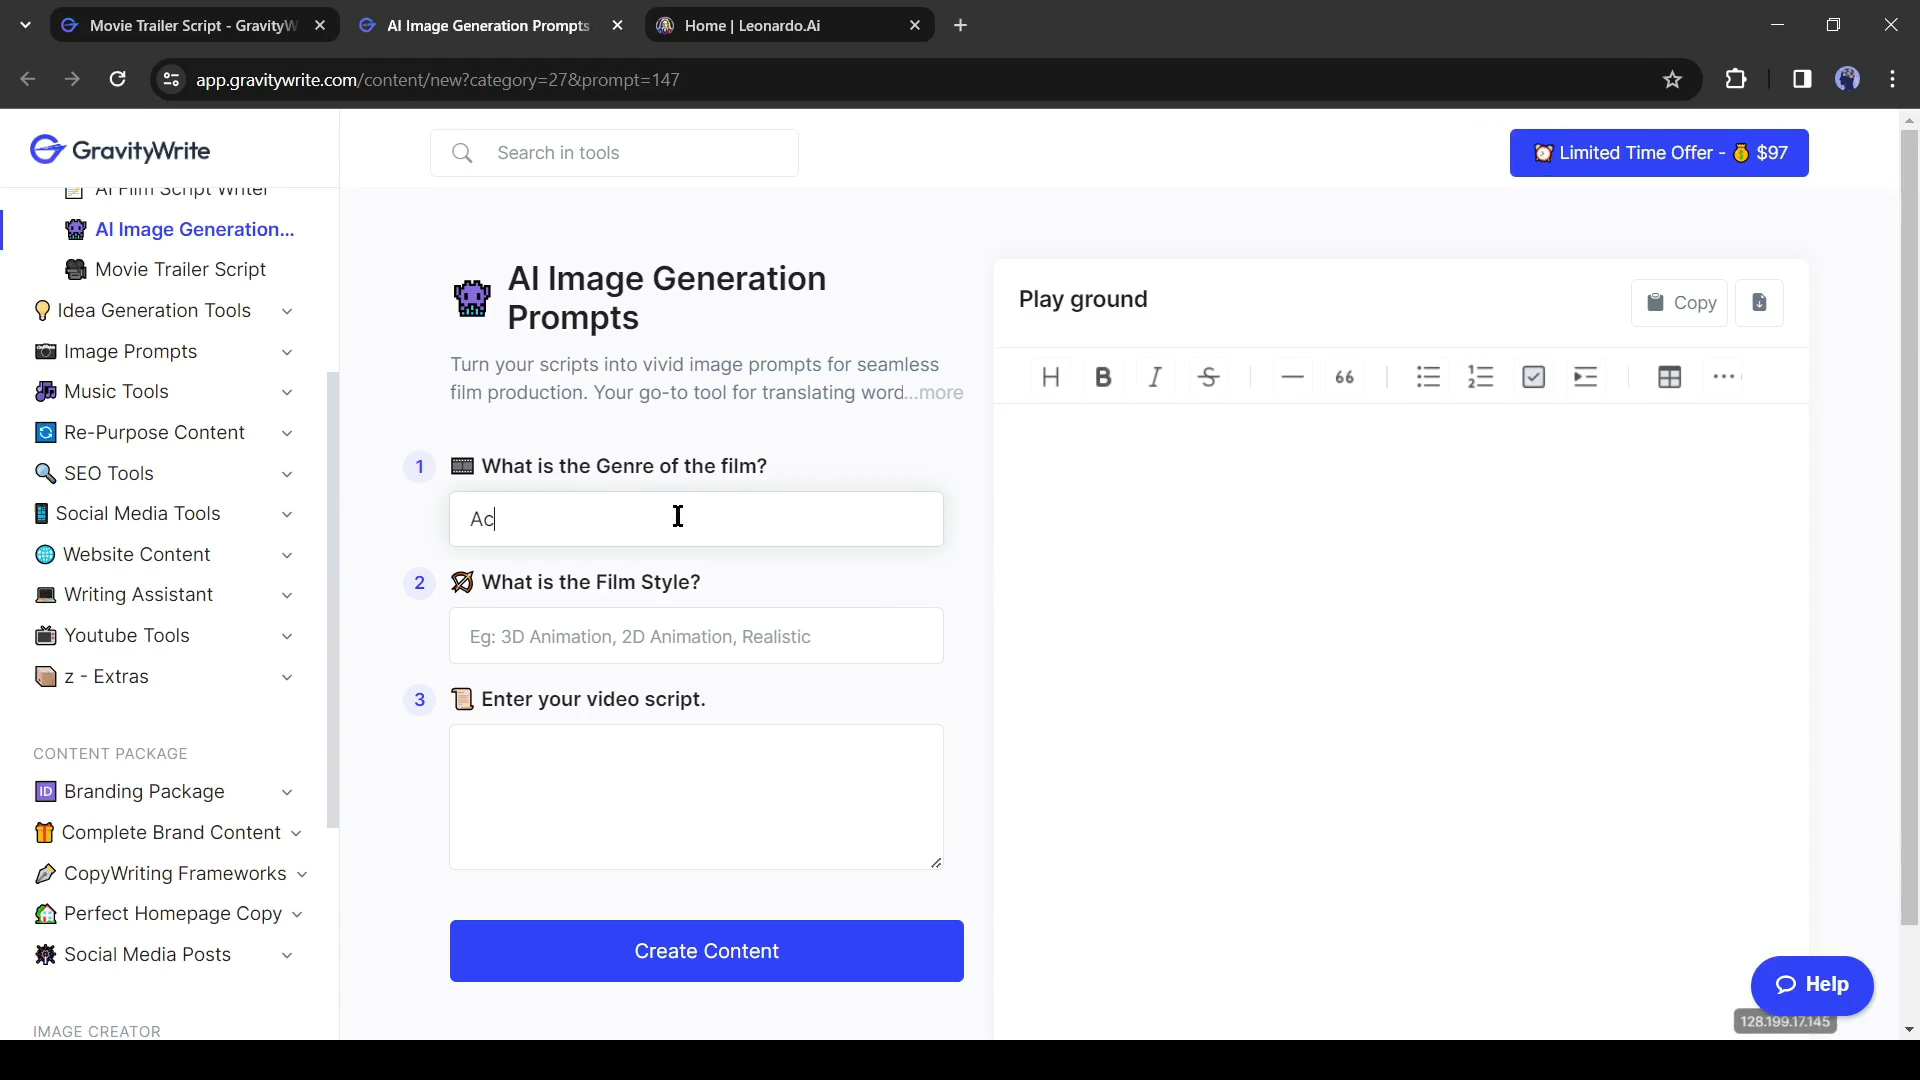 Movie Trailer Script - GravityW
AI Image Generation Prompts
Home | Leonardo.Ai
app.gravitywrite.com/content/new?category=27&prompt=147
GravityWrite
Search in tools
Limited Time Offer - $97
AI Film Script Writer
AI Image Generation...
Movie Trailer Script
Idea Generation Tools
Image Prompts
Music Tools
Re-Purpose Content
SEO Tools
Social Media Tools
Website Content
Writing Assistant
Youtube Tools
z - Extras
CONTENT PACKAGE
ID Branding Package
Complete Brand Content
CopyWriting Frameworks
Perfect Homepage Copy
Social Media Posts
IMAGE CREATOR
AI Image Generation
Prompts
Turn your scripts into vivid image prompts for seamless
film production. Your go-to tool for translating word...more
1 What is the Genre of the film?
Ac
2 What is the Film Style?
Eg: 3D Animation, 2D Animation, Realistic
3 Enter your video script.
Create Content
Play ground
Copy
Help
128.199.17.145